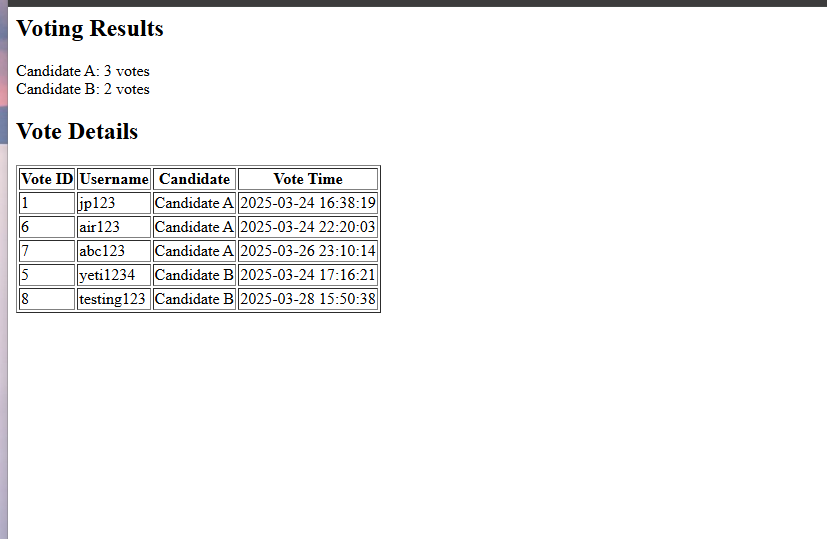 Voting Results
Candidate A: 3 votes
Candidate B: 2 votes
Vote Details
Vote ID Username Candidate Vote Time
1 jp123 Candidate A 2025-03-24 16:38:19
6 air123 Candidate A 2025-03-24 22:20:03
7 abc123 Candidate A 2025-03-26 23:10:14
5 yeti1234 Candidate B 2025-03-24 17:16:21
8 testing123 Candidate B 2025-03-28 15:50:38